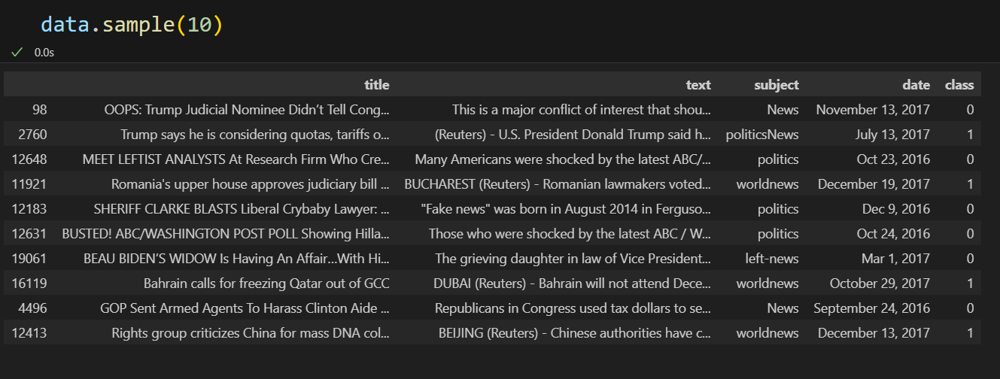 data.sample(10)
0.0s
title text subject date class
98 OOPS: Trump Judicial Nominee Didn’t Tell Cong... This is a major conflict of interest that shou... News November 13, 2017 0
2760 Trump says he is considering quotas, tariffs o... (Reuters) - U.S. President Donald Trump said h... politicsNews July 13, 2017 1
12648 MEET LEFTIST ANALYSTS At Research Firm Who Cre... Many Americans were shocked by the latest ABC/... politics Oct 23, 2016 0
11921 Romania's upper house approves judiciary bill ... BUCHAREST (Reuters) - Romanian lawmakers voted... worldnews December 19, 2017 1
12183 SHERIFF CLARKE BLASTS Liberal Crybaby Lawyer: ... "Fake news" was born in August 2014 in Ferguso... politics Dec 9, 2016 0
12631 BUSTED! ABC/WASHINGTON POST POLL Showing Hilla... Those who were shocked by the latest ABC / W... politics Oct 24, 2016 0
19061 BEAU BIDEN’S WIDOW Is Having An Affair…With Hi... The grieving daughter in law of Vice President... left-news Mar 1, 2017 0
16119 Bahrain calls for freezing Qatar out of GCC DUBAI (Reuters) - Bahrain will not attend Dece... worldnews October 29, 2017 1
4496 GOP Sent Armed Agents To Harass Clinton Aide ... Republicans in Congress used tax dollars to se... News September 24, 2016 0
12413 Rights group criticizes China for mass DNA col... BEIJING (Reuters) - Chinese authorities have c... worldnews December 13, 2017 1